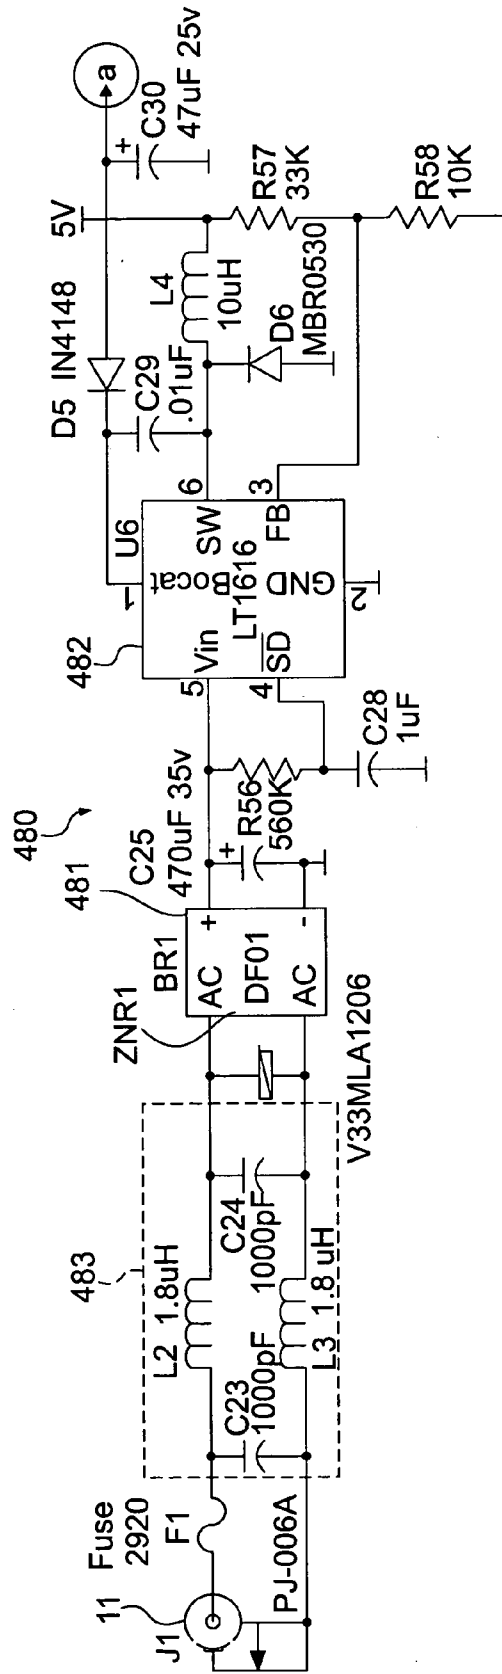 11
J1
Fuse
2920
F1
PJ-006A
483
L2 1.8uH
C23
1000pF
C24
1000pF
L3 1.8 uH
V33MLA1206
ZNR1
BR1
481
AC
AC
DF01
+
-
480
C25
470uF 35v
+
R56
560K
C28
1uF
482
U6
5
Vin
4
SD
1
Bocat
LT1616
GND
2
SW
6
FB
3
D5 IN4148
C29
.01uF
L4
10uH
D6
MBR0530
5V
R57
33K
R58
10K
+
C30
47uF 25v
a